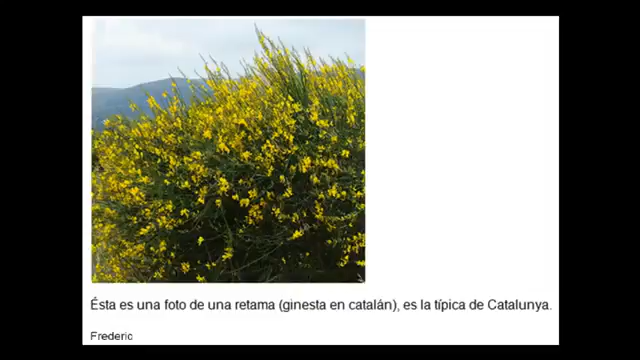 Ésta es una foto de una retama (ginesta en catalán), es la típica de Catalunya.
Frederic